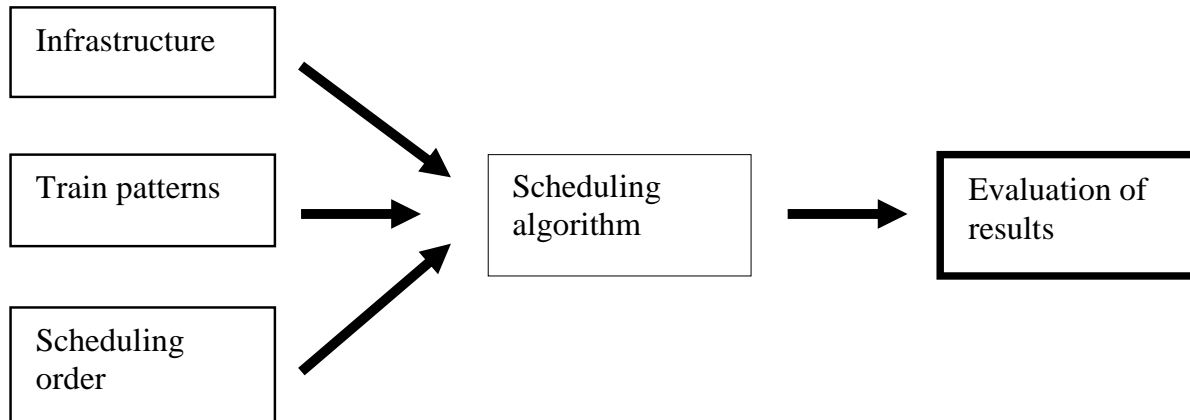 Infrastructure
Train patterns
Scheduling
order
Scheduling
algorithm
Evaluation of
results